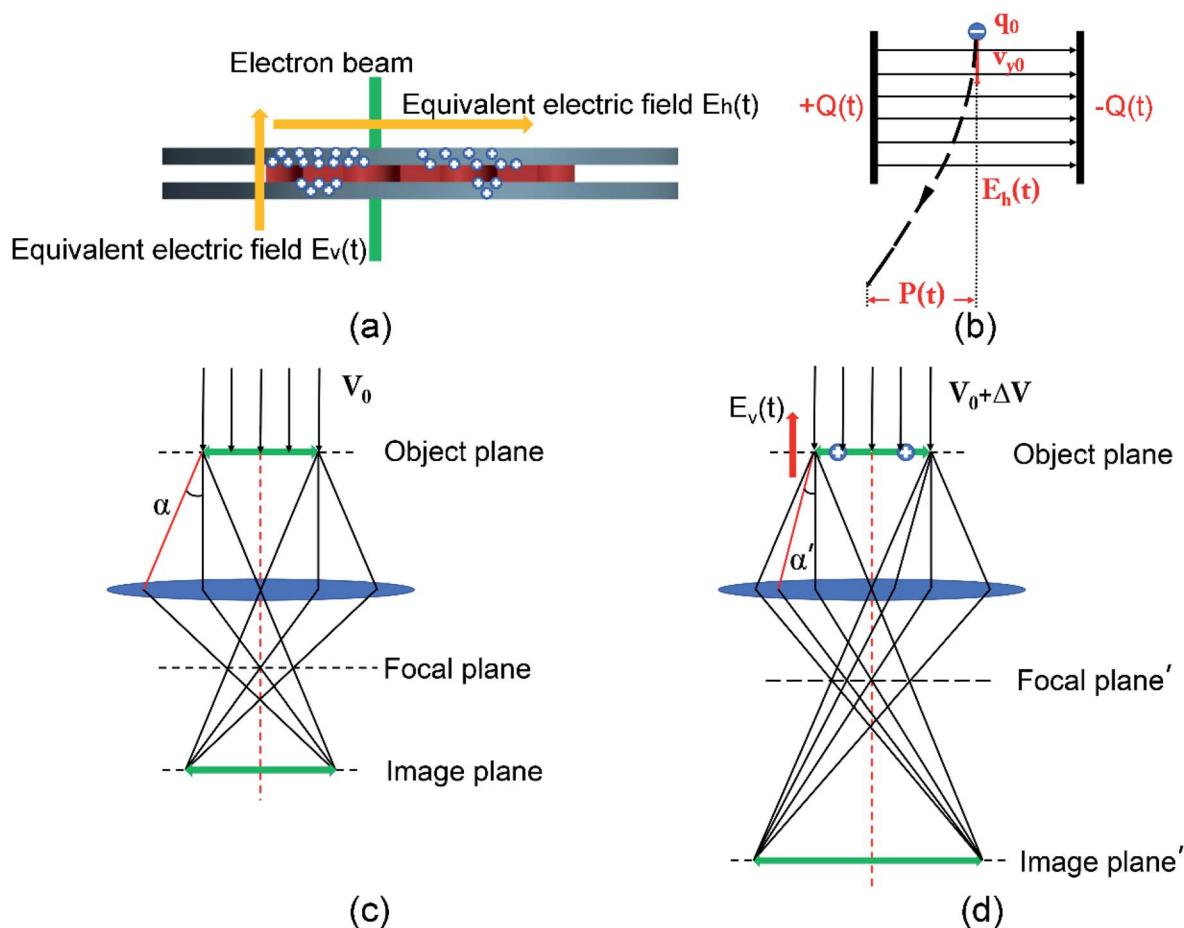 Electron beam
Equivalent electric field Eh(t)
Equivalent electric field Ev(t)
(a)
q0
vy0
+Q(t)
-Q(t)
Eh(t)
P(t)
(b)
V0
Object plane
α
Focal plane
Image plane
(c)
Ev(t)
V0+ΔV
Object plane
α′
Focal plane′
Image plane′
(d)